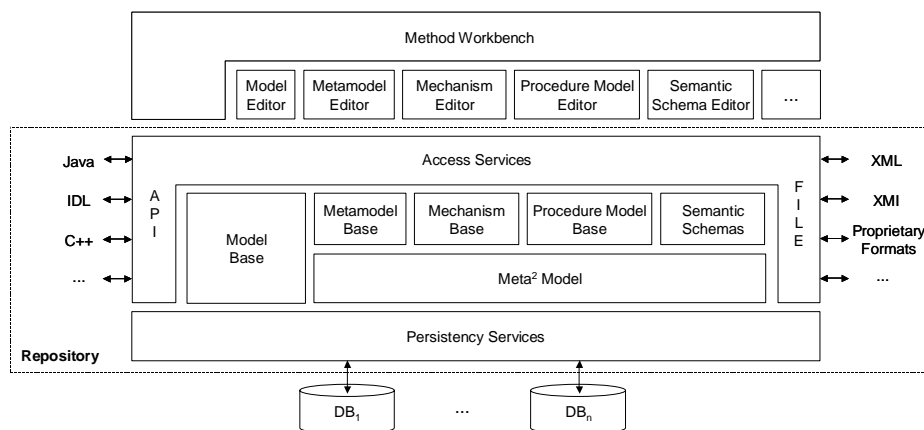 Method Workbench
Model
Editor
Metamodel
Editor
Mechanism
Editor
Procedure Model
Editor
Semantic
Schema Editor
...
Java
IDL
C++
...
API
Access Services
FILE
XML
XMI
Proprietary
Formats
...
Model
Base
Metamodel
Base
Mechanism
Base
Procedure Model
Base
Semantic
Schemas
Meta² Model
Persistency Services
Repository
DB₁
...
DBₙ